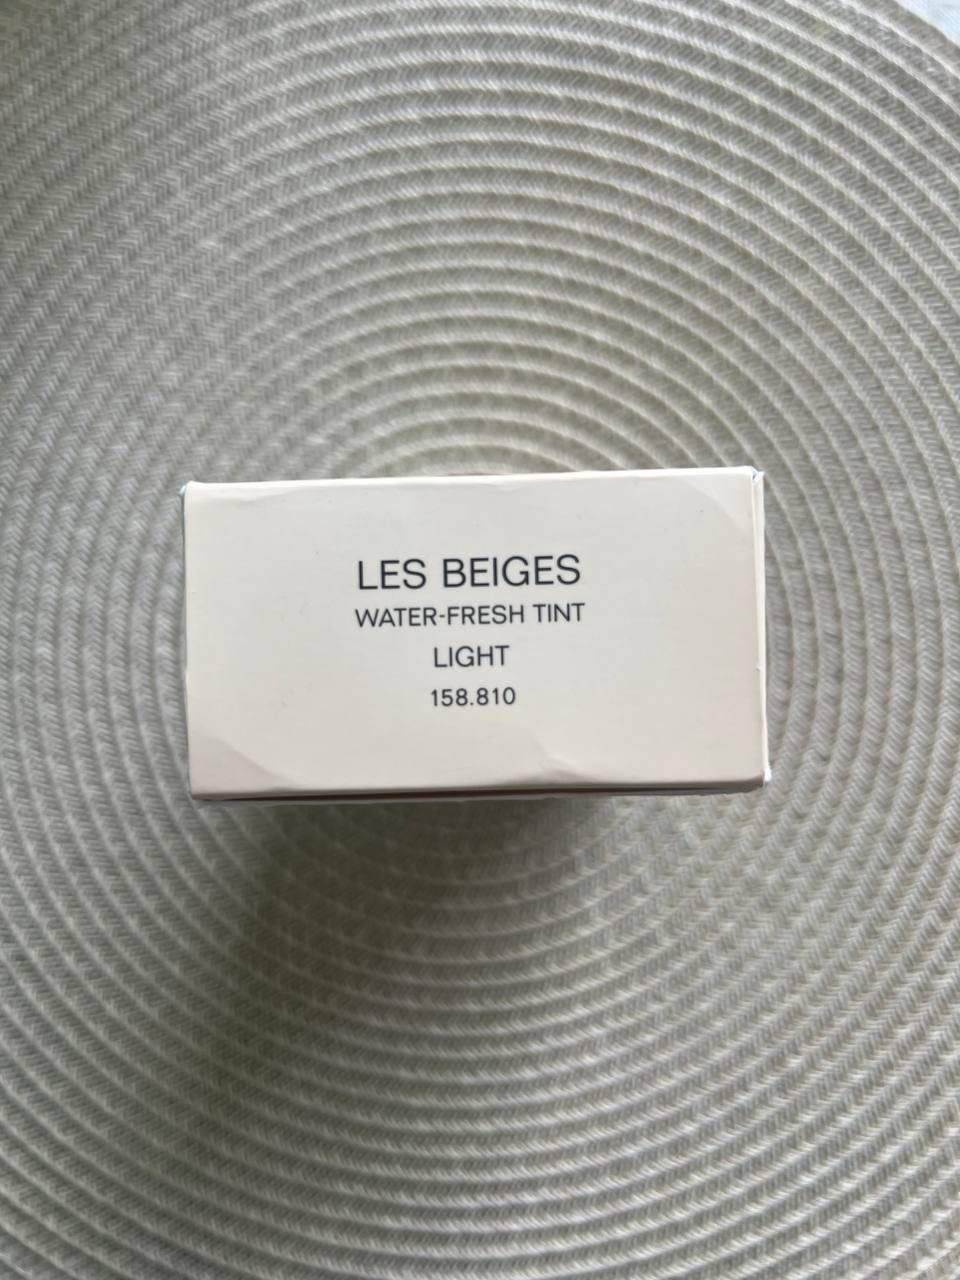 LES BEIGES
WATER-FRESH TINT
LIGHT
158.810